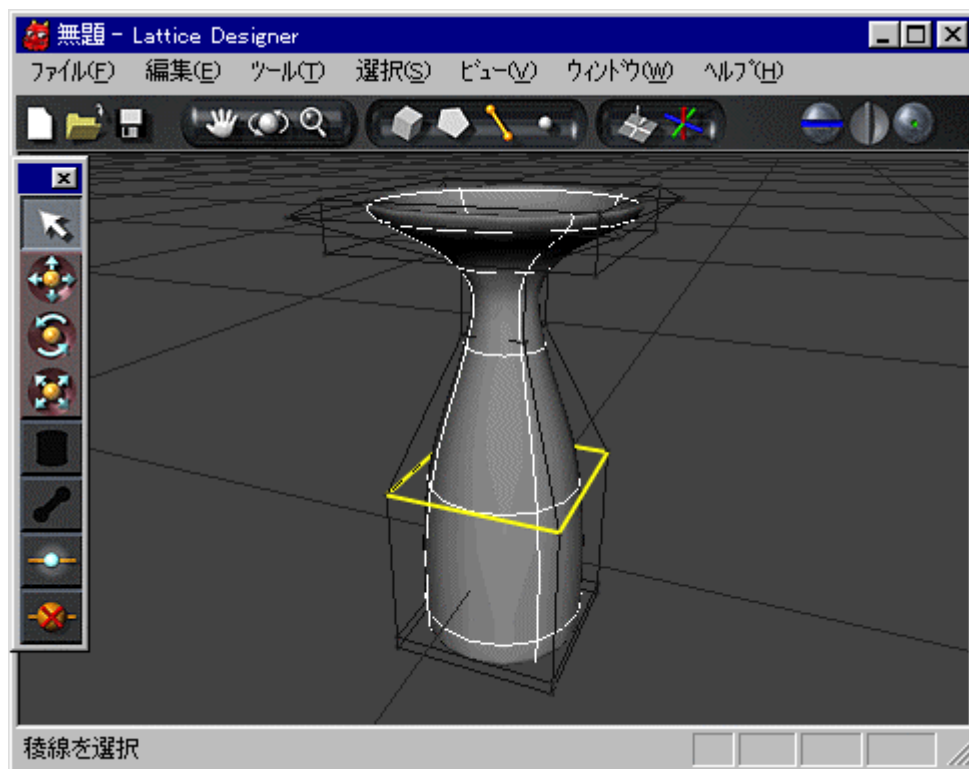 無題 - Lattice Designer
ﾌｧｲﾙ(F) 編集(E) ﾂｰﾙ(T) 選択(S) ﾋﾞｭｰ(V) ｳｨﾝﾄﾞｳ(W) ﾍﾙﾌﾟ(H)
稜線を選択